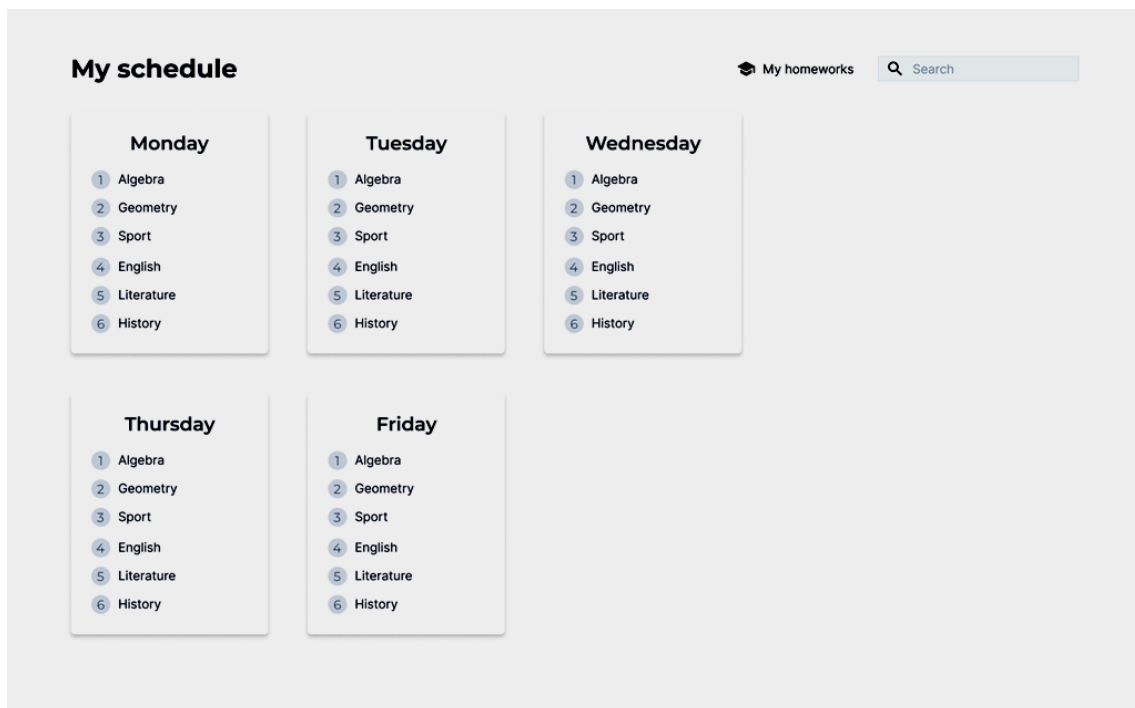 My schedule
My homeworks
Search
Monday
1 Algebra
2 Geometry
3 Sport
4 English
5 Literature
6 History
Tuesday
1 Algebra
2 Geometry
3 Sport
4 English
5 Literature
6 History
Wednesday
1 Algebra
2 Geometry
3 Sport
4 English
5 Literature
6 History
Thursday
1 Algebra
2 Geometry
3 Sport
4 English
5 Literature
6 History
Friday
1 Algebra
2 Geometry
3 Sport
4 English
5 Literature
6 History